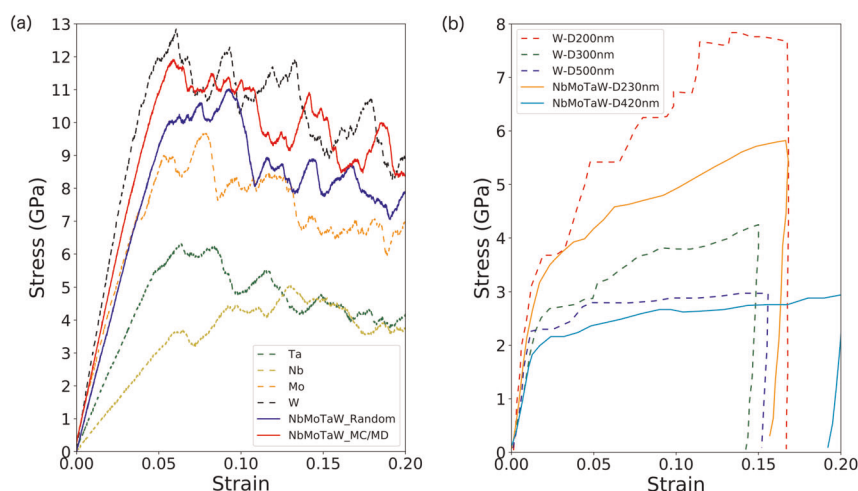 (a)
13
12
11
10
9
8
7
6
5
4
3
2
1
0
Stress (GPa)
Ta
Nb
Mo
W
NbMoTaW_Random
NbMoTaW_MC/MD
0.00 0.05 0.10 0.15 0.20
Strain
(b)
8
7
6
5
4
3
2
1
0
Stress (GPa)
W-D200nm
W-D300nm
W-D500nm
NbMoTaW-D230nm
NbMoTaW-D420nm
0.00 0.05 0.10 0.15 0.20
Strain